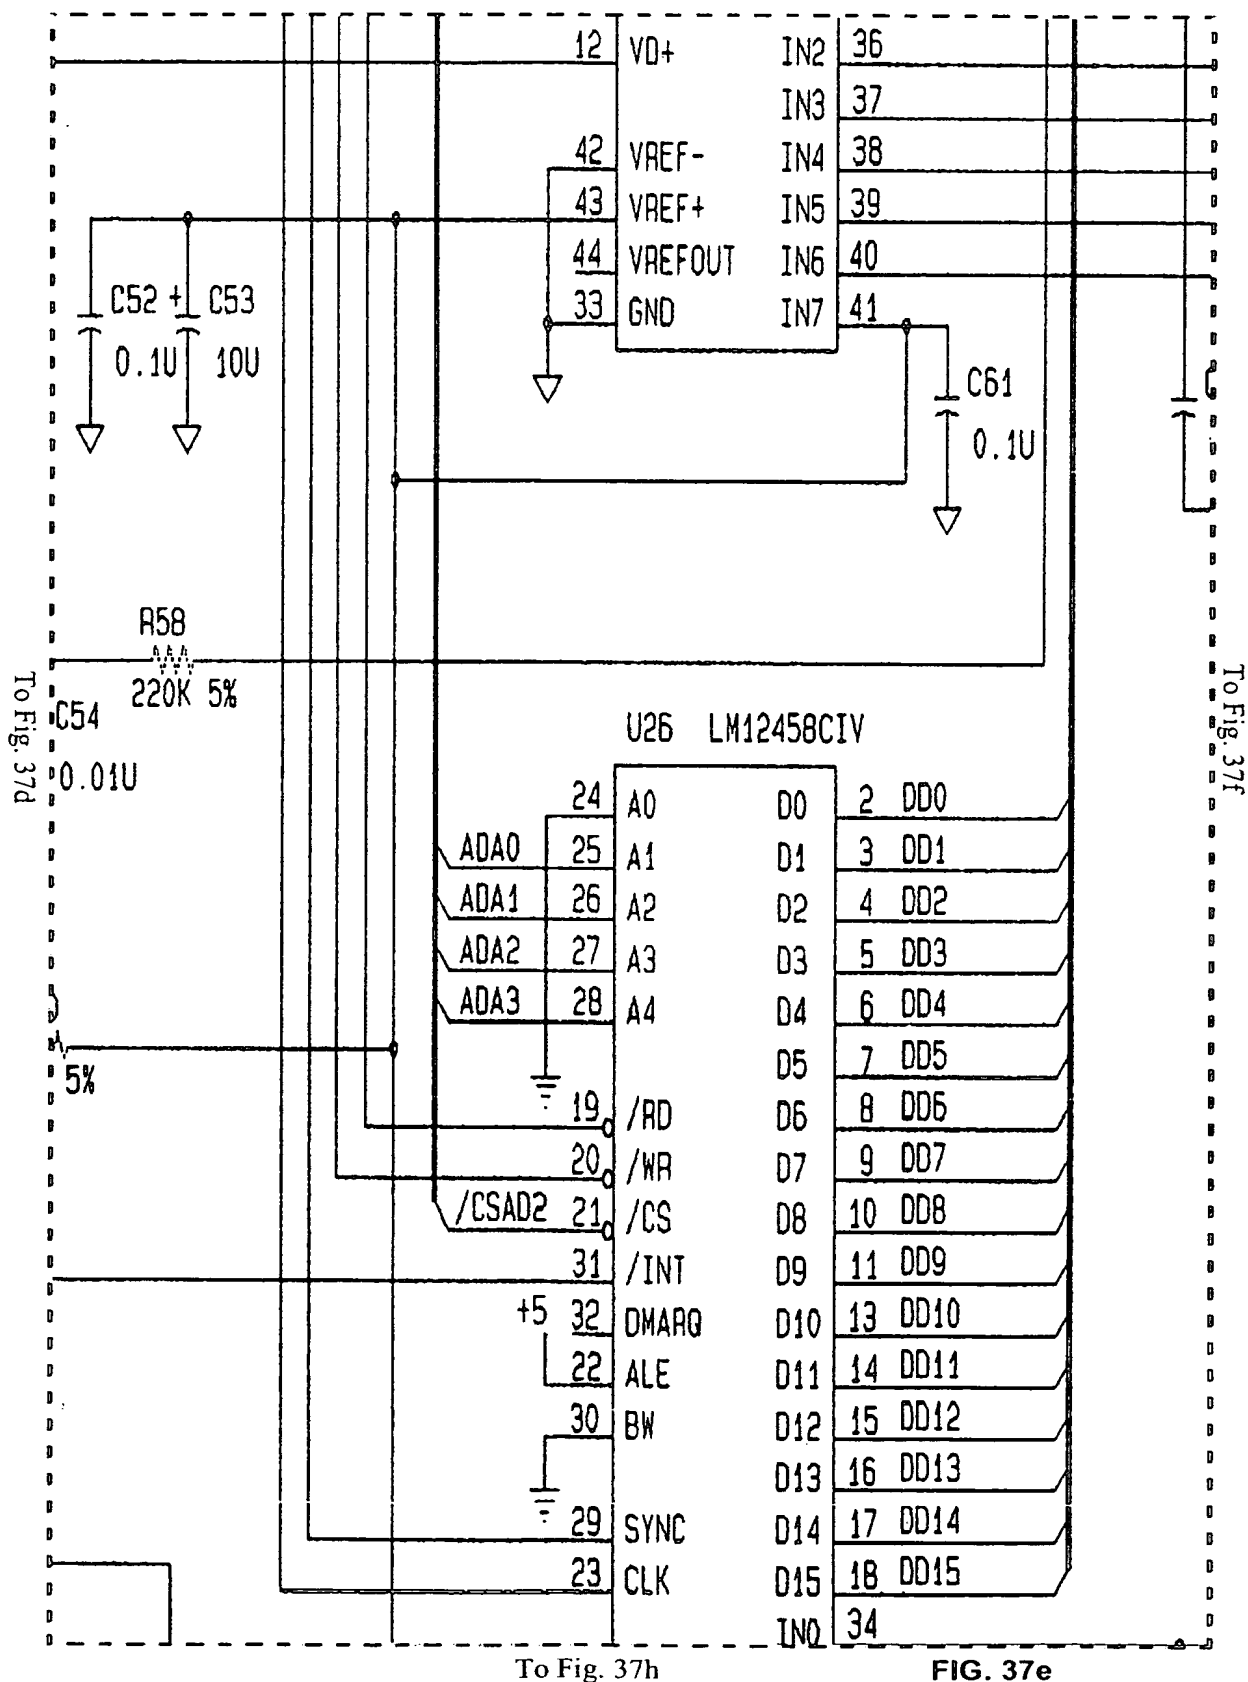 12 VD+ IN2 36
IN3 37
42 VREF- IN4 38
43 VREF+ IN5 39
44 VREFOUT IN6 40
C52 + C53 33 GND IN7 41
0.1U 10U
C61
0.1U
R58
220K 5%
To Fig. 37d
To Fig. 37f
C54
0.01U
U26 LM12458CIV
24 A0 D0 2 DD0
ADA0 25 A1 D1 3 DD1
ADA1 26 A2 D2 4 DD2
ADA2 27 A3 D3 5 DD3
ADA3 28 A4 D4 6 DD4
5% D5 7 DD5
19 /RD D6 8 DD6
20 /WR D7 9 DD7
/CSAD2 21 /CS D8 10 DD8
31 /INT D9 11 DD9
+5 32 DMARQ D10 13 DD10
22 ALE D11 14 DD11
30 BW D12 15 DD12
D13 16 DD13
29 SYNC D14 17 DD14
23 CLK D15 18 DD15
IN0 34
To Fig. 37h
FIG. 37e